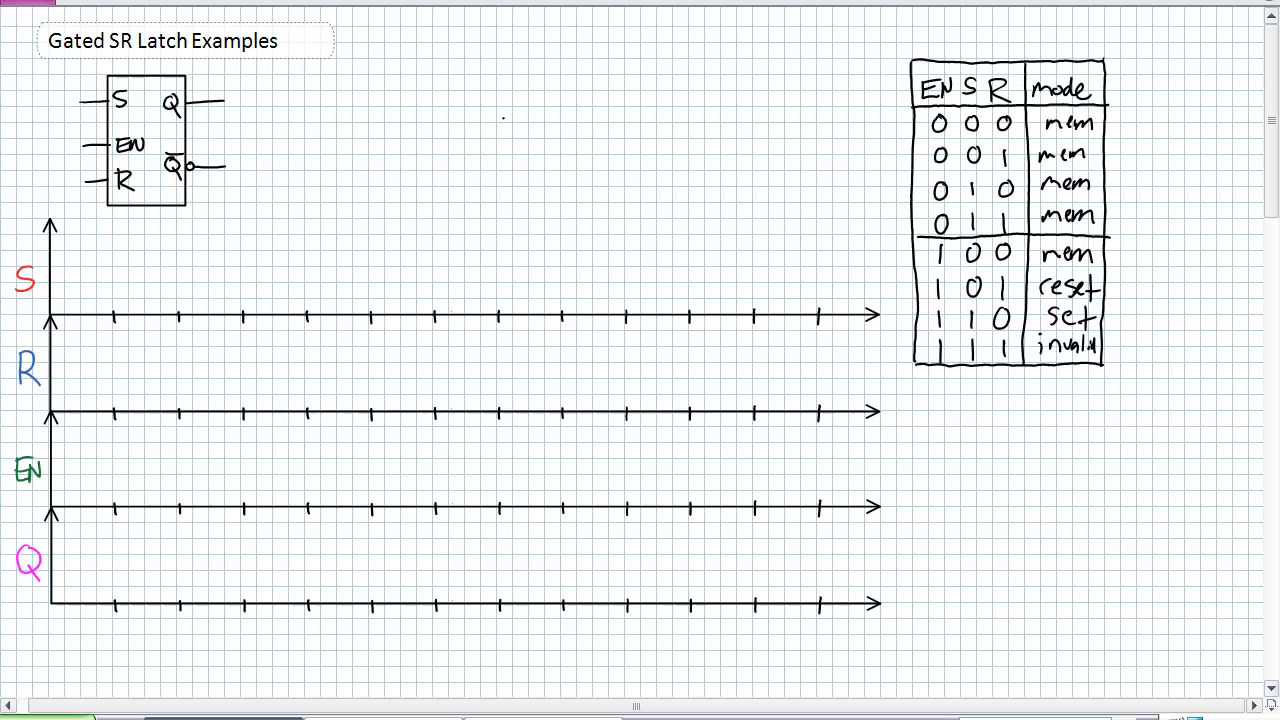 Gated SR Latch Examples
S Q
EN
Q̅
R
S
R
EN
Q
EN S R mode
0 0 0 mem
0 0 1 mem
0 1 0 mem
0 1 1 mem
1 0 0 mem
1 0 1 reset
1 1 0 set
1 1 1 invalid